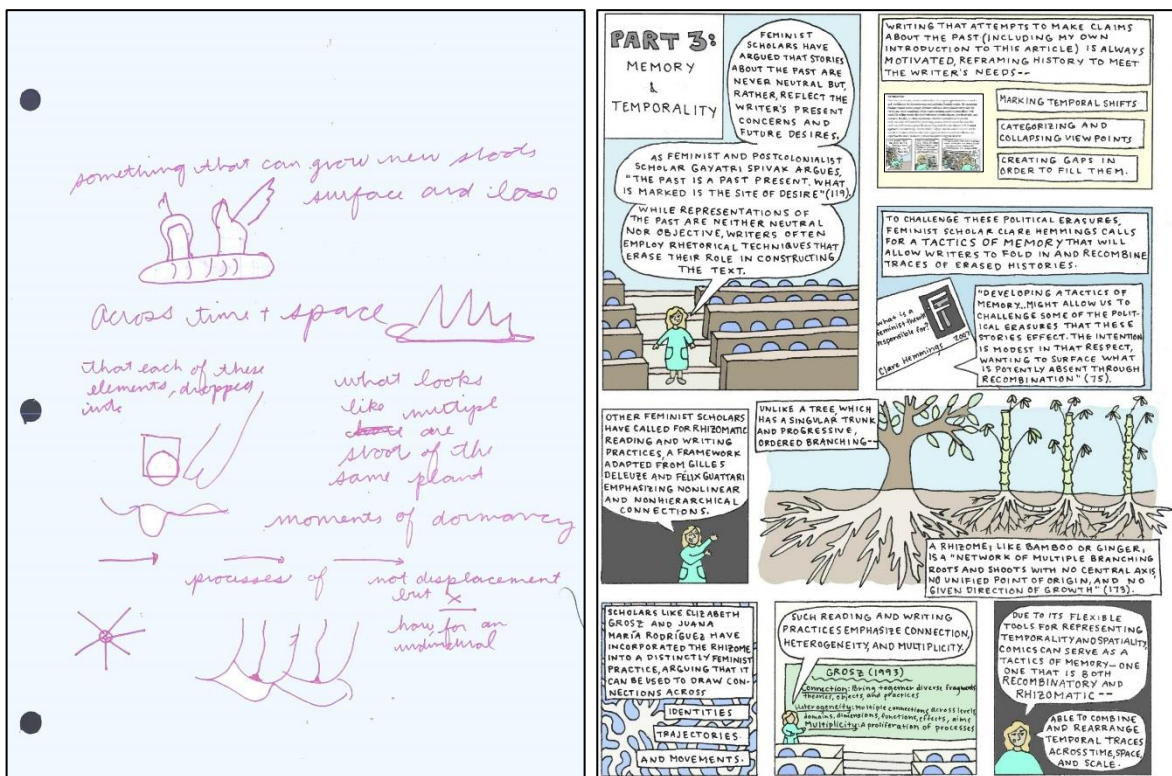 something that can grow new shoots
surface and
across time + space
that each of these
elements, dropped
what looks
like multipl
are
shoot of the
same plant
moments of dormancy
processes of
not displacement
but x
how for an
PART 3:
MEMORY
&
TEMPORALITY
FEMINIST
SCHOLARS HAVE
ARGUED THAT STORIES
ABOUT THE PAST ARE
NEVER NEUTRAL BUT,
RATHER, REFLECT THE
WRITER'S PRESENT
CONCERNS AND
FUTURE DESIRES.
AS FEMINIST AND POSTCOLONIALIST
SCHOLAR GAYATRI SPIVAK ARGUES,
"THE PAST IS A PAST PRESENT. WHAT
IS MARKED IS THE SITE OF DESIRE" (119).
WHILE REPRESENTATIONS OF
THE PAST ARE NEITHER NEUTRAL
NOR OBJECTIVE, WRITERS OFTEN
EMPLOY RHETORICAL TECHNIQUES THAT
ERASE THEIR ROLE IN CONSTRUCTING
THE TEXT.
WRITING THAT ATTEMPTS TO MAKE CLAIMS
ABOUT THE PAST (INCLUDING MY OWN
INTRODUCTION TO THIS ARTICLE) IS ALWAYS
MOTIVATED, REFRAMING HISTORY TO MEET
THE WRITER'S NEEDS--
MARKING TEMPORAL SHIFTS
CATEGORIZING AND
COLLAPSING VIEWPOINTS
CREATING GAPS IN
ORDER TO FILL THEM.
TO CHALLENGE THESE POLITICAL ERASURES,
FEMINIST SCHOLAR CLARE HEMMINGS CALLS
FOR A TACTICS OF MEMORY THAT WILL
ALLOW WRITERS TO FOLD IN AND RECOMBINE
TRACES OF ERASED HISTORIES.
What is a
feminist theorist
responsible for?
Clare Hemmings 2007
"DEVELOPING A TACTICS OF
MEMORY...MIGHT ALLOW US TO
CHALLENGE SOME OF THE POLIT-
ICAL ERASURES THAT THESE
STORIES EFFECT. THE INTENTION
IS MODEST IN THAT RESPECT,
WANTING TO SURFACE WHAT
IS POTENTLY ABSENT THROUGH
RECOMBINATION" (75).
OTHER FEMINIST SCHOLARS
HAVE CALLED FOR RHIZOMATIC
READING AND WRITING
PRACTICES, A FRAMEWORK
ADAPTED FROM GILLES
DELEUZE AND FÉLIX GUATTARI
EMPHASIZING NONLINEAR
AND NONHIERARCHICAL
CONNECTIONS.
UNLIKE A TREE, WHICH
HAS A SINGULAR TRUNK
AND PROGRESSIVE,
ORDERED BRANCHING--
A RHIZOME, LIKE BAMBOO OR GINGER,
IS A "NETWORK OF MULTIPLE BRANCHING
ROOTS AND SHOOTS WITH NO CENTRAL AXIS,
NO UNIFIED POINT OF ORIGIN, AND NO
GIVEN DIRECTION OF GROWTH" (173).
SCHOLARS LIKE ELIZABETH
GROSZ AND JUANA
MARÍA RODRÍGUEZ HAVE
INCORPORATED THE RHIZOME
INTO A DISTINCTLY FEMINIST
PRACTICE, ARGUING THAT IT
CAN BE USED TO DRAW CON-
NECTIONS ACROSS
IDENTITIES
TRAJECTORIES
AND MOVEMENTS.
SUCH READING AND WRITING
PRACTICES EMPHASIZE CONNECTION,
HETEROGENEITY, AND MULTIPLICITY.
GROSZ (1993)
Connection: Bring together diverse fragments
theories, objects, and practices
Heterogeneity: Multiple connections across levels
domains, dimensions, functions, effects, aims
Multiplicity: A proliferation of processes
DUE TO ITS FLEXIBLE
TOOLS FOR REPRESENTING
TEMPORALITY AND SPATIALITY,
COMICS CAN SERVE AS A
TACTICS OF MEMORY-- ONE
ONE THAT IS BOTH
RECOMBINATORY AND
RHIZOMATIC --
ABLE TO COMBINE
AND REARRANGE
TEMPORAL TRACES
ACROSS TIME, SPACE,
AND SCALE.